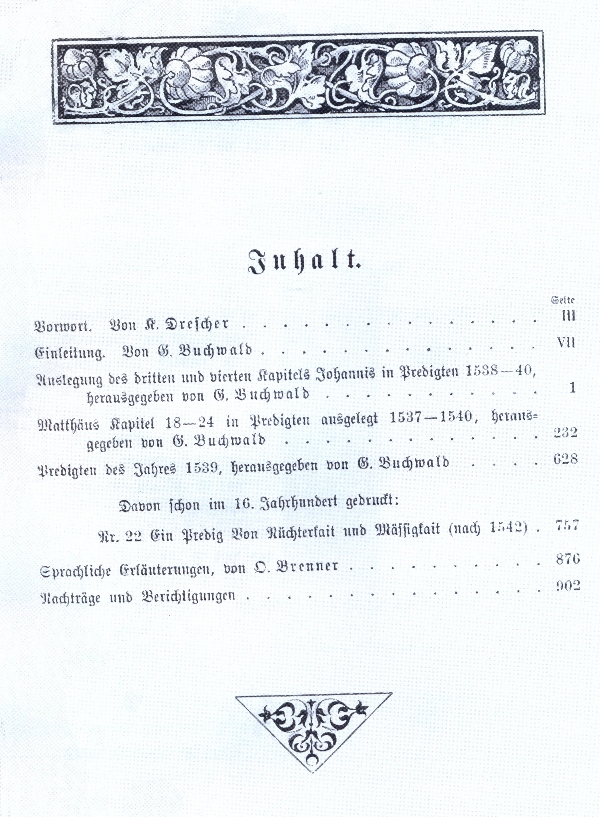 Inhalt.
Seite
Vorwort. Von K. Drescher . . . . . . . . . . . . . . . III
Einleitung. Von G. Buchwald . . . . . . . . . . . . . . VII
Auslegung des dritten und vierten Kapitels Johannis in Predigten 1538—40,
herausgegeben von G. Buchwald . . . . . . . . . . . 1
Matthäus Kapitel 18—24 in Predigten ausgelegt 1537—1540, heraus=
gegeben von G. Buchwald . . . . . . . . . . . . . 232
Predigten des Jahres 1539, herausgegeben von G. Buchwald . . . . 628
Davon schon im 16. Jahrhundert gedruckt:
Nr. 22 Ein Predig Von Nüchterkait und Mässigkait (nach 1542) . 757
Sprachliche Erläuterungen, von O. Brenner . . . . . . . . . . 876
Nachträge und Berichtigungen . . . . . . . . . . . . . . . 902